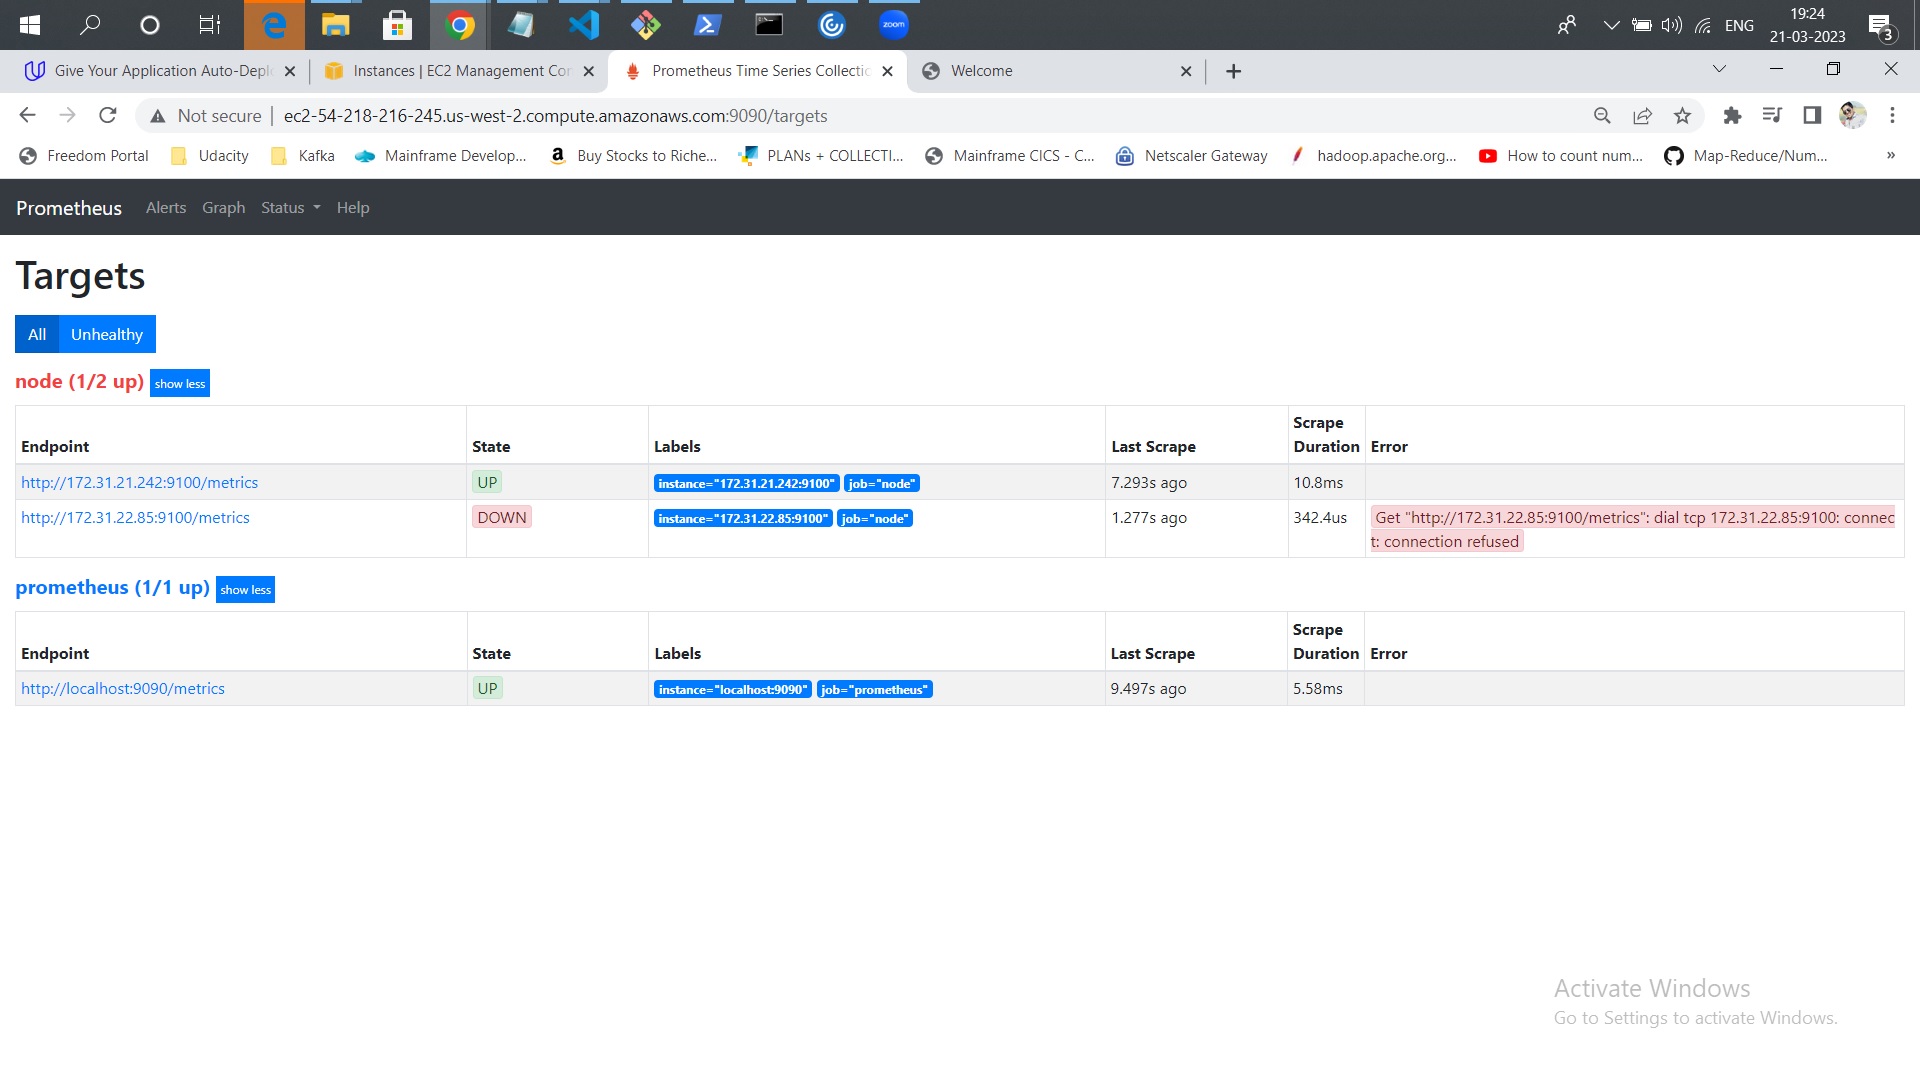 zoom
ENG
19:24
21-03-2023
3
Give Your Application Auto-Depl
Instances | EC2 Management Con
Prometheus Time Series Collectio
Welcome
Not secure
ec2-54-218-216-245.us-west-2.compute.amazonaws.com:9090/targets
Freedom Portal
Udacity
Kafka
Mainframe Develop...
Buy Stocks to Riche...
PLANs + COLLECTI...
Mainframe CICS - C...
Netscaler Gateway
hadoop.apache.org...
How to count num...
Map-Reduce/Num...
»
Prometheus Alerts Graph Status Help
Targets
All Unhealthy
node (1/2 up) show less
Endpoint State Labels Last Scrape Scrape Duration Error
http://172.31.21.242:9100/metrics UP instance="172.31.21.242:9100" job="node" 7.293s ago 10.8ms
http://172.31.22.85:9100/metrics DOWN instance="172.31.22.85:9100" job="node" 1.277s ago 342.4us Get "http://172.31.22.85:9100/metrics": dial tcp 172.31.22.85:9100: connec
t: connection refused
prometheus (1/1 up) show less
Endpoint State Labels Last Scrape Scrape Duration Error
http://localhost:9090/metrics UP instance="localhost:9090" job="prometheus" 9.497s ago 5.58ms
Activate Windows
Go to Settings to activate Windows.